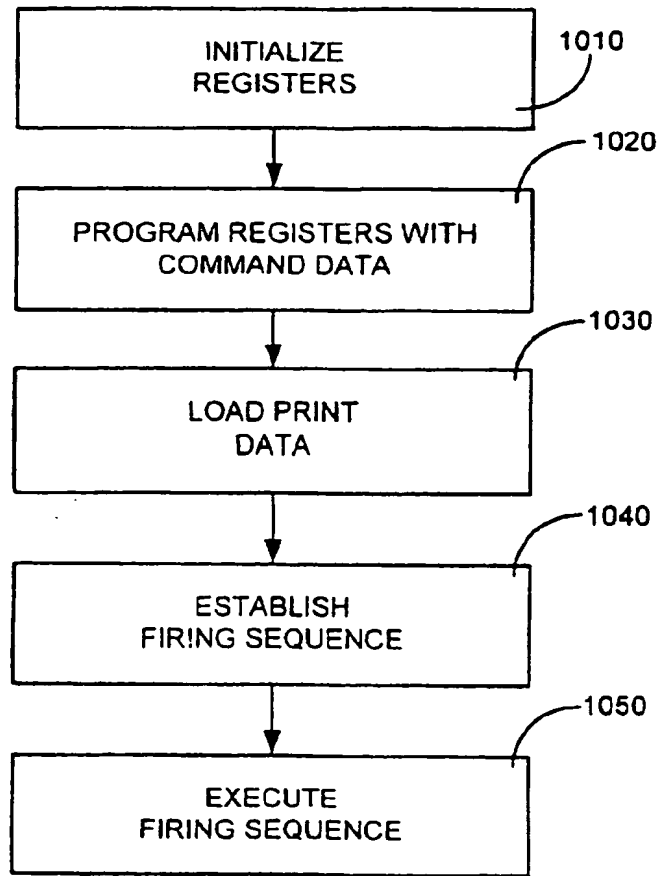 INITIALIZE
REGISTERS
1010
PROGRAM REGISTERS WITH
COMMAND DATA
1020
LOAD PRINT
DATA
1030
ESTABLISH
FIRING SEQUENCE
1040
EXECUTE
FIRING SEQUENCE
1050